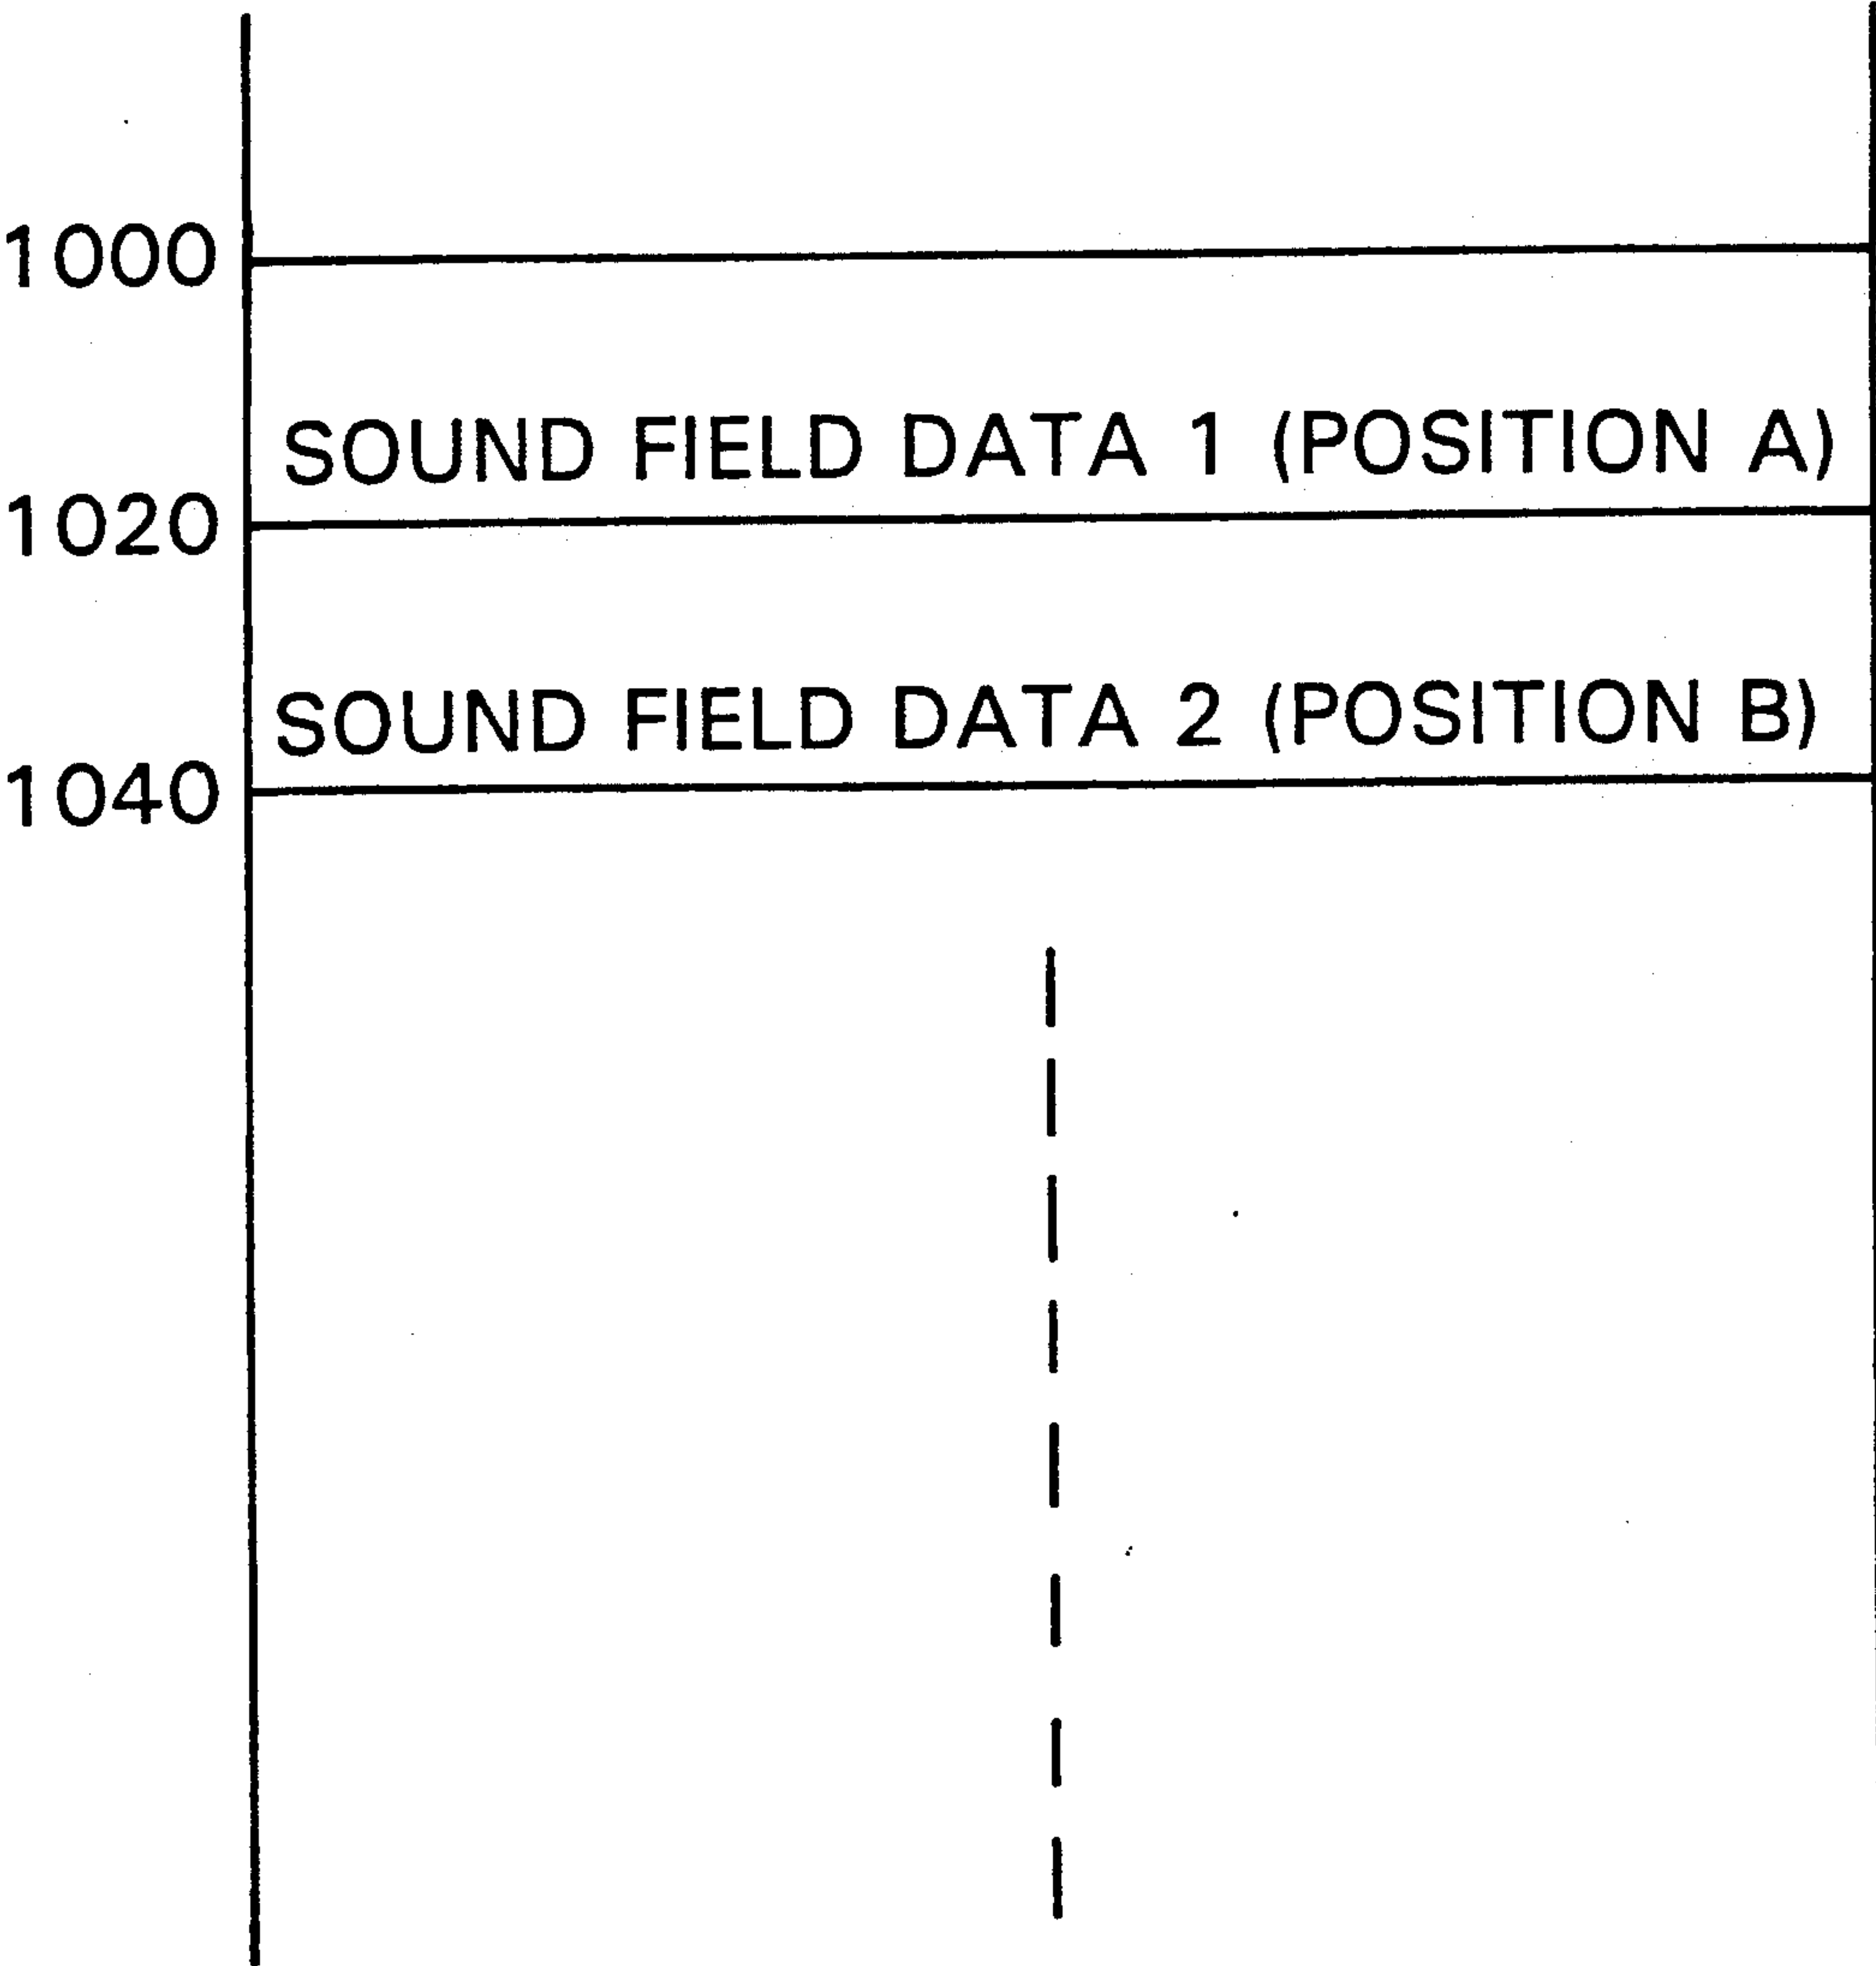 1000
SOUND FIELD DATA 1 (POSITION A)
1020
SOUND FIELD DATA 2 (POSITION B)
1040